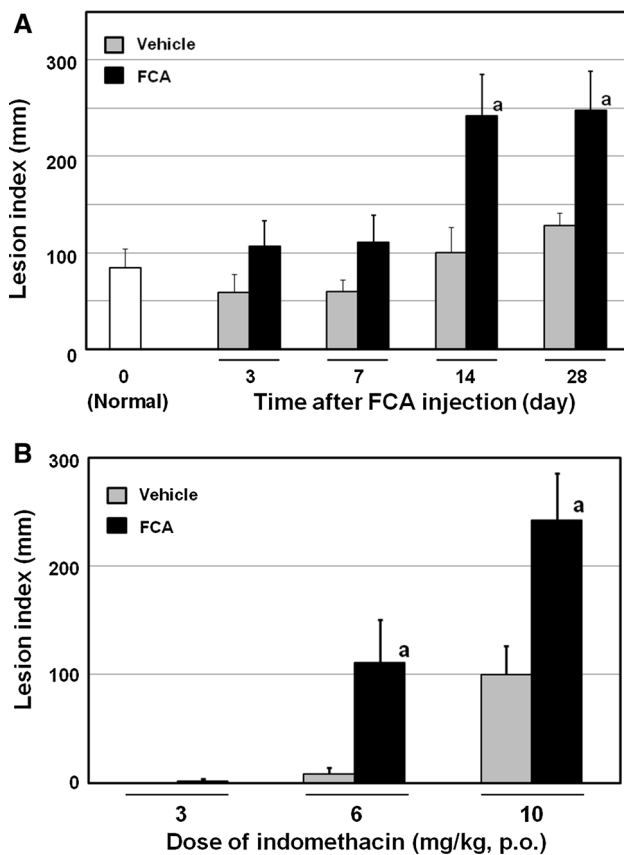 A
Vehicle
FCA
300
200
100
0
Lesion index (mm)
0 3 7 14 28
(Normal) Time after FCA injection (day)
a
a
B
Vehicle
FCA
300
200
100
0
Lesion index (mm)
a
a
3 6 10
Dose of indomethacin (mg/kg, p.o.)